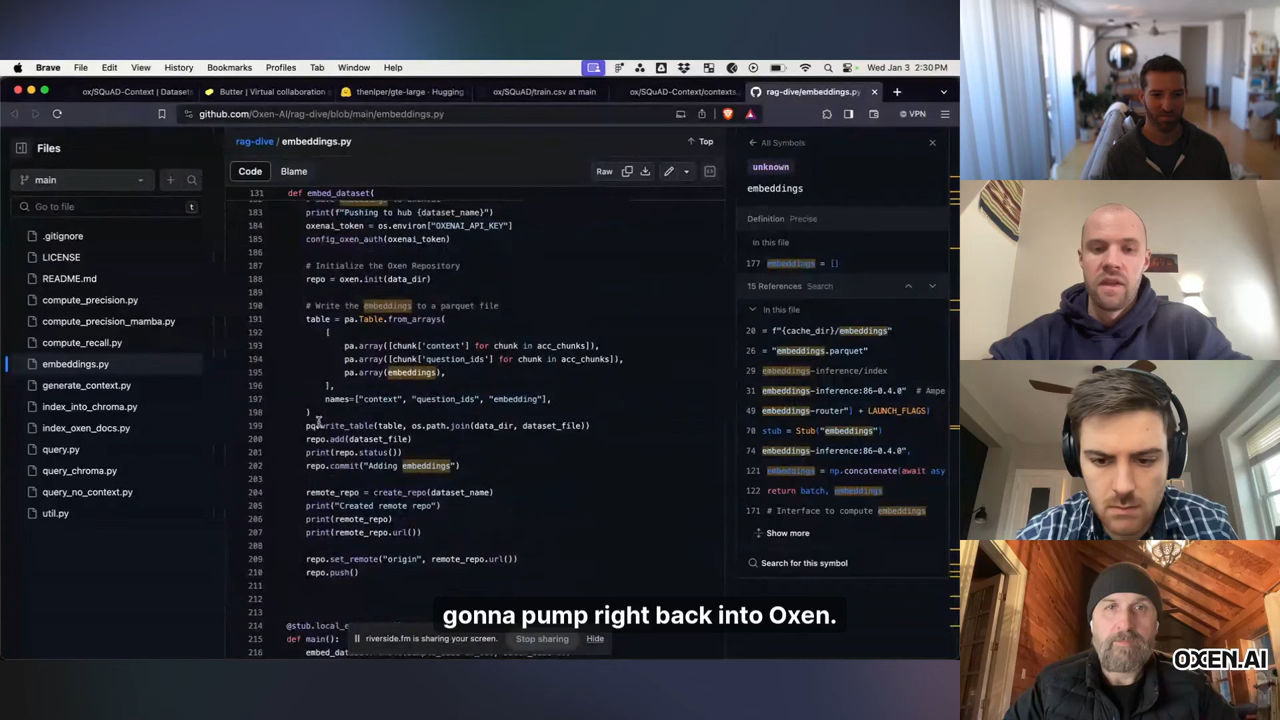 Brave File Edit View History Bookmarks Profiles Tab Window Help
Wed Jan 3 2:30 PM
ox/SQuAD-Context | Datasets
Butter | Virtual collaboration
thenlper/gte-large · Hugging
ox/SQuAD/train.csv at main
ox/SQuAD-Context/contexts.
rag-dive/embeddings.py
github.com/Oxen-AI/rag-dive/blob/main/embeddings.py
VPN
Files
main
Go to file
t
.gitignore
LICENSE
README.md
compute_precision.py
compute_precision_mamba.py
compute_recall.py
embeddings.py
generate_context.py
index_into_chroma.py
index_oxen_docs.py
query.py
query_chroma.py
query_no_context.py
util.py
rag-dive / embeddings.py
Top
Code Blame
Raw
131 def embed_dataset(
183 print(f"Pushing to hub {dataset_name}")
184 oxenai_token = os.environ["OXENAI_API_KEY"]
185 config_oxen_auth(oxenai_token)
186
187 # Initialize the Oxen Repository
188 repo = oxen.init(data_dir)
189
190 # Write the embeddings to a parquet file
191 table = pa.Table.from_arrays(
192 [
193 pa.array([chunk['context'] for chunk in acc_chunks]),
194 pa.array([chunk['question_ids'] for chunk in acc_chunks]),
195 pa.array(embeddings),
196 ],
197 names=["context", "question_ids", "embedding"],
198 )
199 pq.write_table(table, os.path.join(data_dir, dataset_file))
200 repo.add(dataset_file)
201 print(repo.status())
202 repo.commit("Adding embeddings")
203
204 remote_repo = create_repo(dataset_name)
205 print("Created remote repo")
206 print(remote_repo)
207 print(remote_repo.url())
208
209 repo.set_remote("origin", remote_repo.url())
210 repo.push()
211
212
213
214 @stub.local_e
215 def main():
216
All Symbols
unknown
embeddings
Definition Precise
In this file
177 embeddings = []
15 References Search
In this file
20 = f"{cache_dir}/embeddings"
26 = "embeddings.parquet"
29 embeddings-inference/index
31 embeddings-inference:86-0.4.0" # Ampe
49 embeddings-router"] + LAUNCH_FLAGS)
70 stub = Stub("embeddings")
74 embeddings-inference:86-0.4.0",
121 embeddings = np.concatenate(await asy
122 return batch, embeddings
171 # Interface to compute embeddings
Show more
Search for this symbol
gonna pump right back into Oxen.
riverside.fm is sharing your screen.
Stop sharing
Hide
OXEN.AI